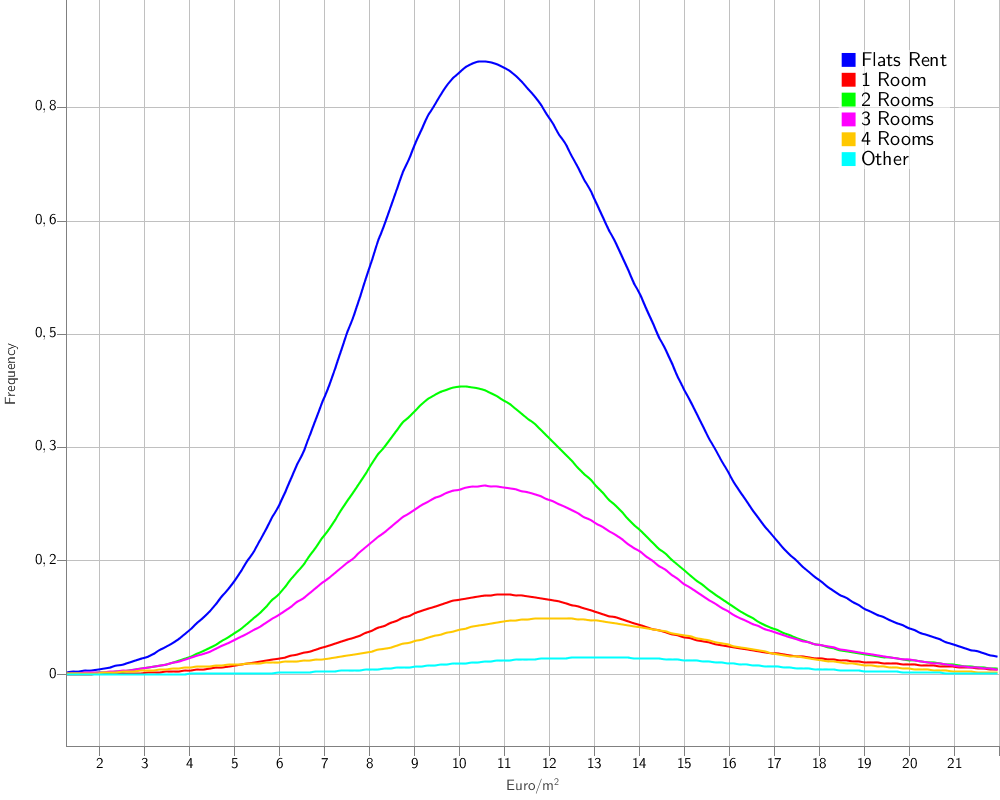 Flats Rent
1 Room
2 Rooms
3 Rooms
4 Rooms
Other
0,8
0,6
0,5
0,3
0,2
0
Frequency
2 3 4 5 6 7 8 9 10 11 12 13 14 15 16 17 18 19 20 21
Euro/m²